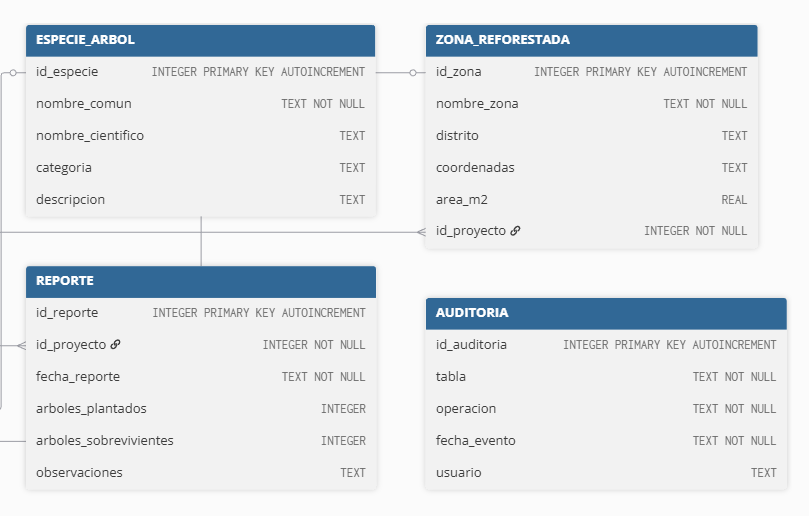 ESPECIE_ARBOL
id_especie INTEGER PRIMARY KEY AUTOINCREMENT
nombre_comun TEXT NOT NULL
nombre_cientifico TEXT
categoria TEXT
descripcion TEXT
ZONA_REFORESTADA
id_zona INTEGER PRIMARY KEY AUTOINCREMENT
nombre_zona TEXT NOT NULL
distrito TEXT
coordenadas TEXT
area_m2 REAL
id_proyecto INTEGER NOT NULL
REPORTE
id_reporte INTEGER PRIMARY KEY AUTOINCREMENT
id_proyecto INTEGER NOT NULL
fecha_reporte TEXT NOT NULL
arboles_plantados INTEGER
arboles_sobrevivientes INTEGER
observaciones TEXT
AUDITORIA
id_auditoria INTEGER PRIMARY KEY AUTOINCREMENT
tabla TEXT NOT NULL
operacion TEXT NOT NULL
fecha_evento TEXT NOT NULL
usuario TEXT